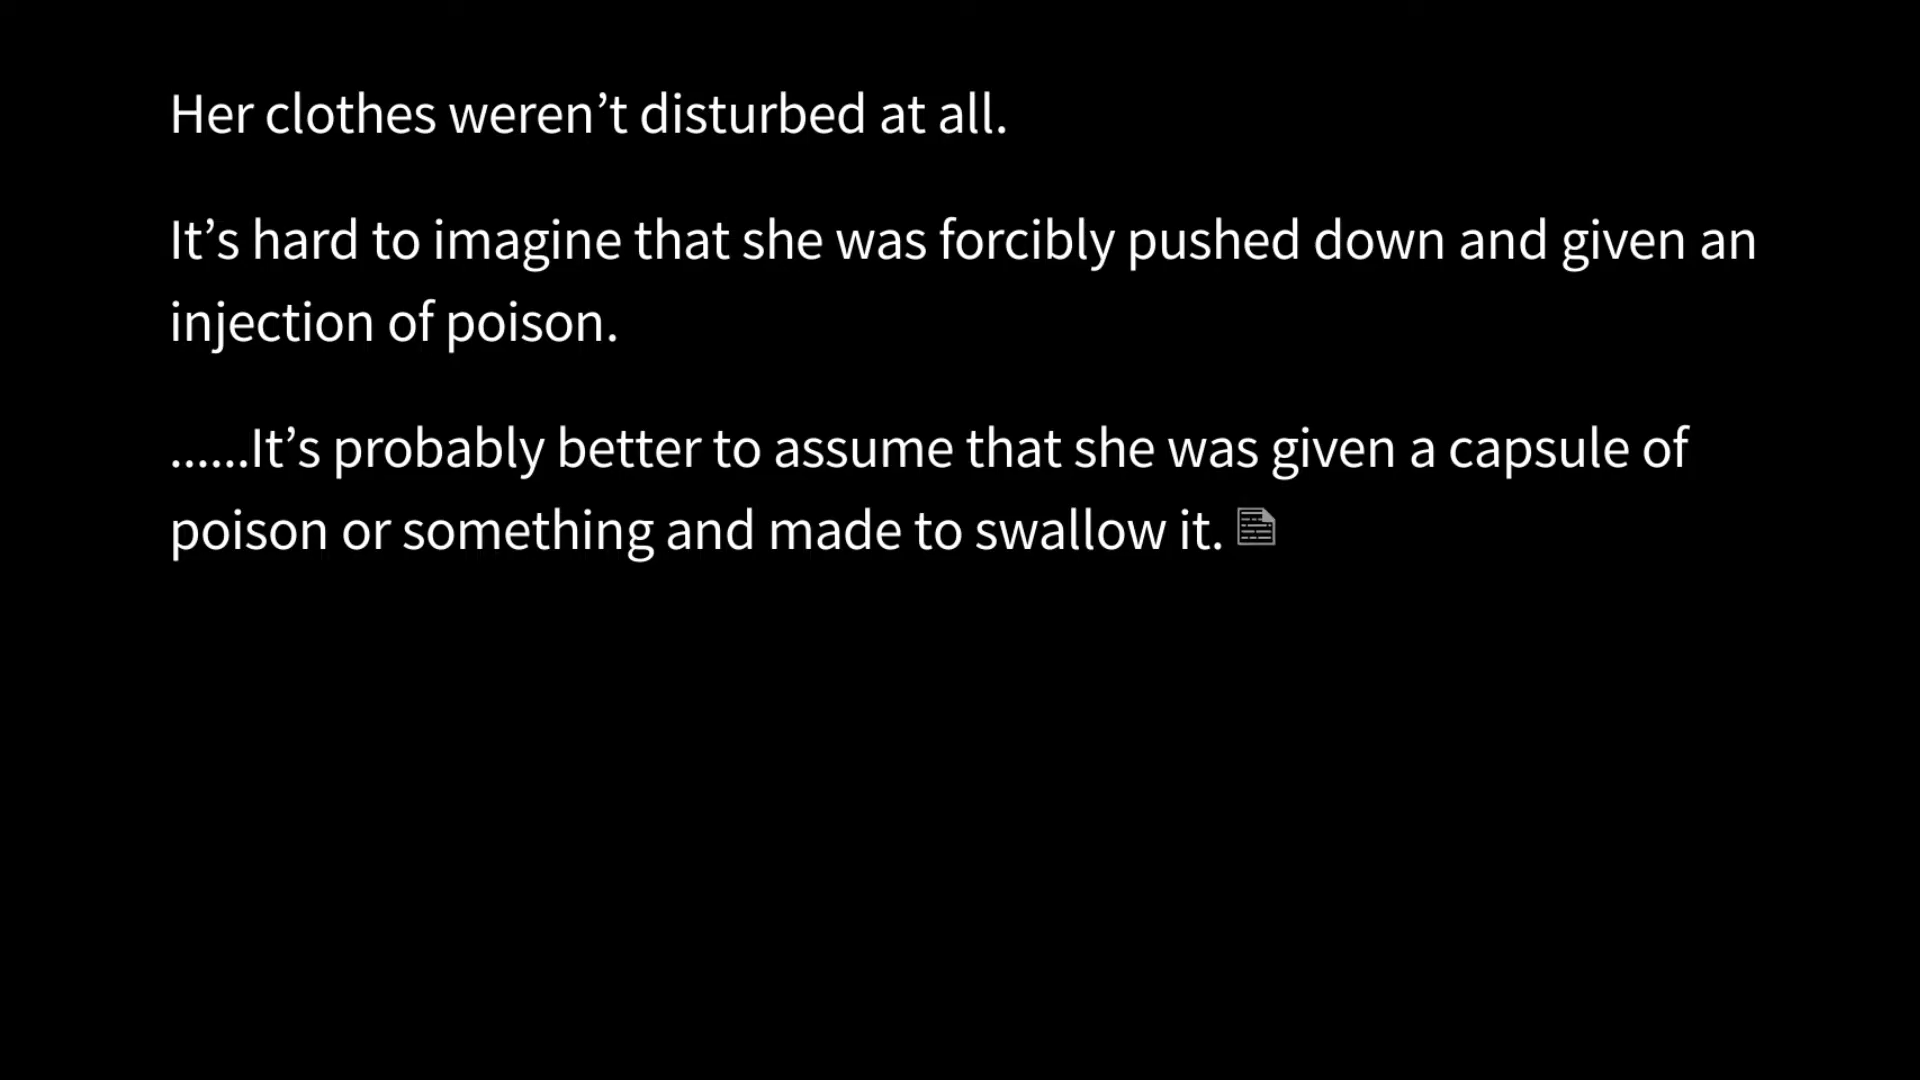 Her clothes weren’t disturbed at all.
It’s hard to imagine that she was forcibly pushed down and given an
injection of poison.
......It’s probably better to assume that she was given a capsule of
poison or something and made to swallow it.